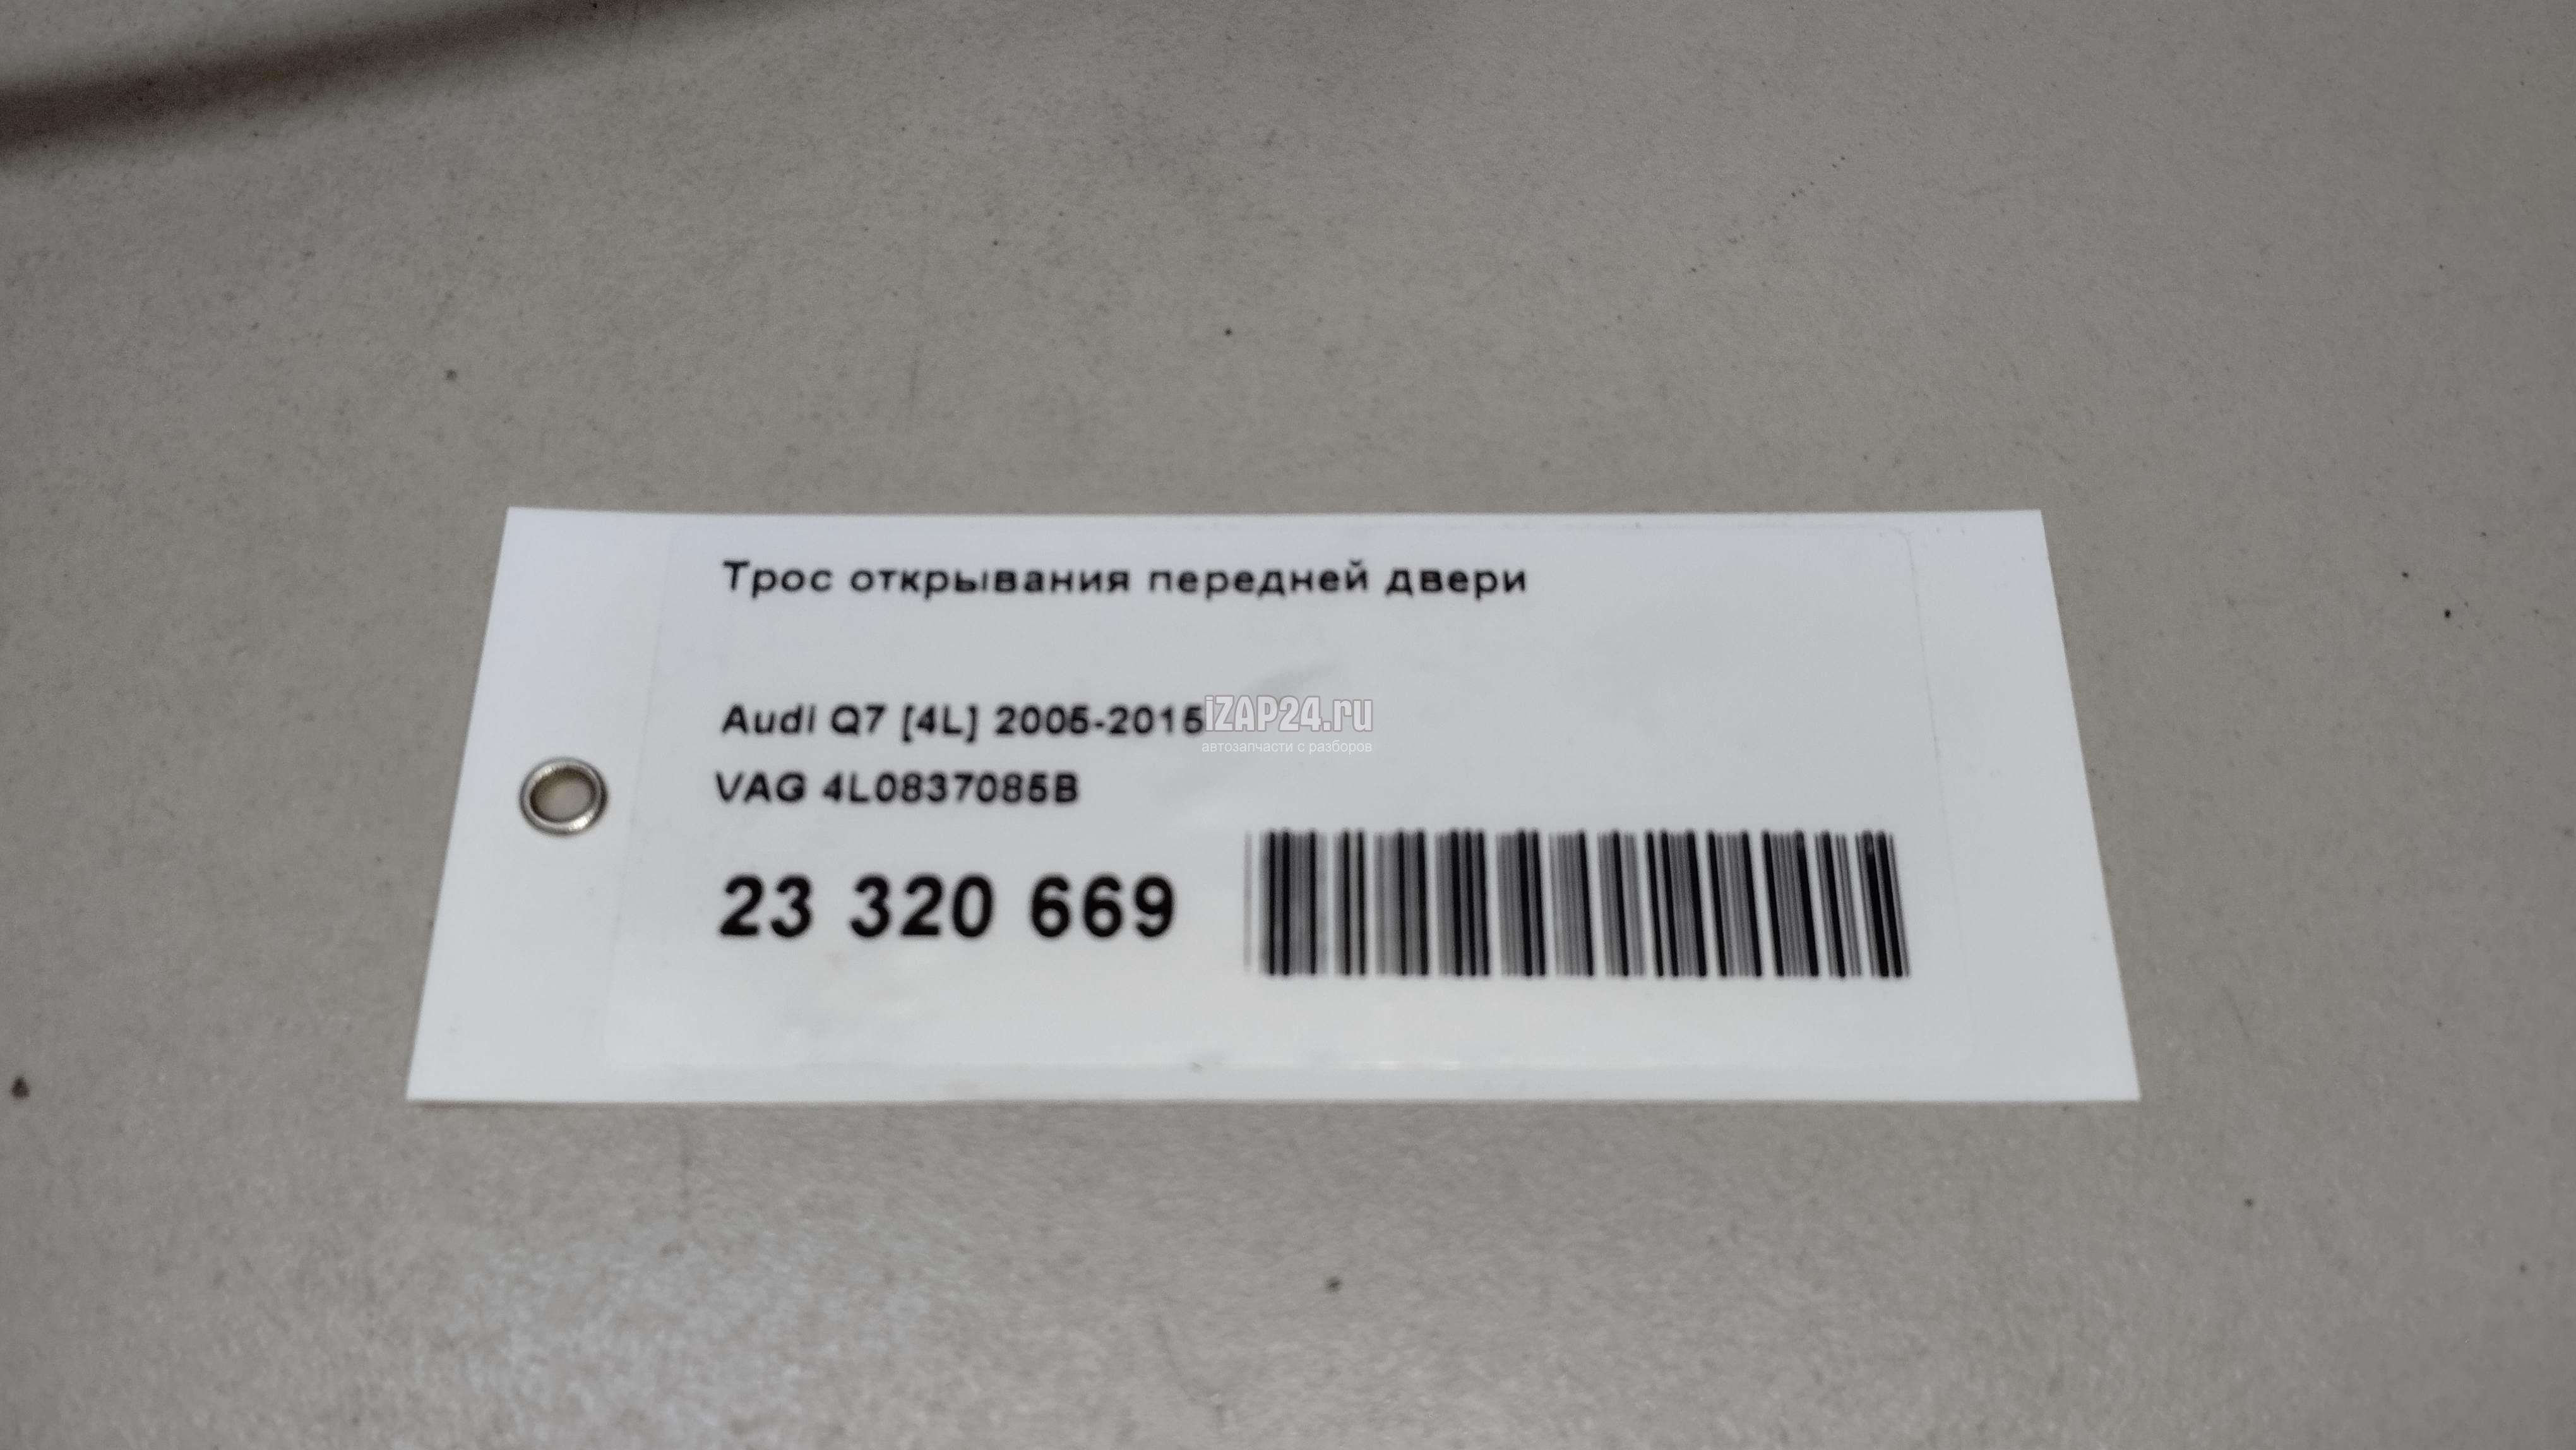 Трос открывания передней двери
Audi Q7 [4L] 2005-2015
iZAP24.ru
автозапчасти с разборов
VAG 4L0837085B
23 320 669